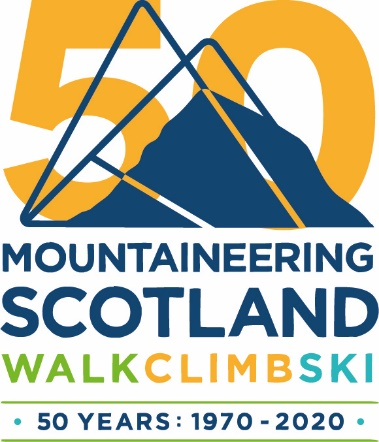 50
MOUNTAINEERING
SCOTLAND
WALKCLIMBSKI
• 50 YEARS: 1970 - 2020 •